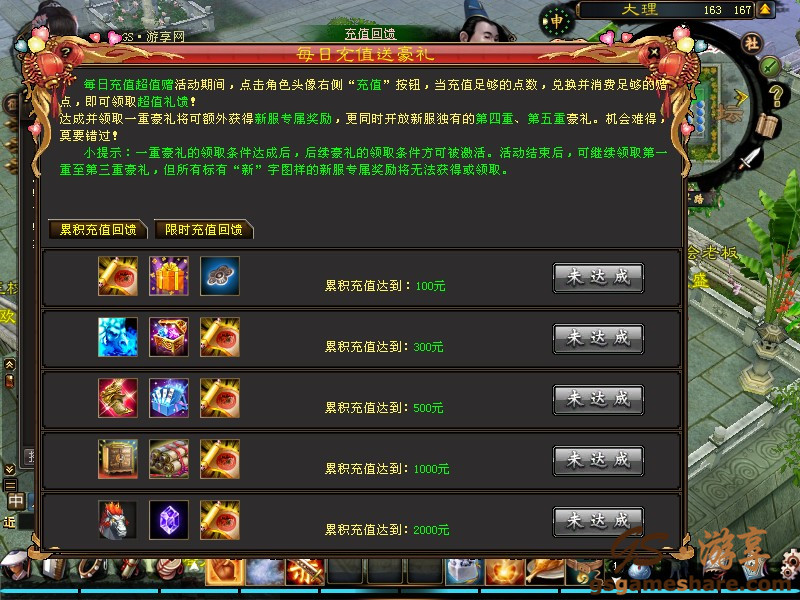 GS·游享网
充值回馈
大理
163 167
申
每日充值送豪礼
社
每日充值超值赠活动期间，点击角色头像右侧“充值”按钮，当充值足够的点数，兑换并消费足够的赠
点，即可领取超值礼馈！
达成并领取一重豪礼将可额外获得新服专属奖励，更同时开放新服独有的第四重、第五重豪礼。机会难得，
莫要错过！
小提示：一重豪礼的领取条件达成后，后续豪礼的领取条件方可被激活。活动结束后，可继续领取第一
重至第三重豪礼，但所有标有“新”字图样的新服专属奖励将无法获得或领取。
累积充值回馈
限时充值回馈
会老板
盛
累积充值达到：100元
未达成
累积充值达到：300元
未达成
累积充值达到：500元
未达成
累积充值达到：1000元
未达成
累积充值达到：2000元
未达成
近
GS 游享
gsgameshare.com